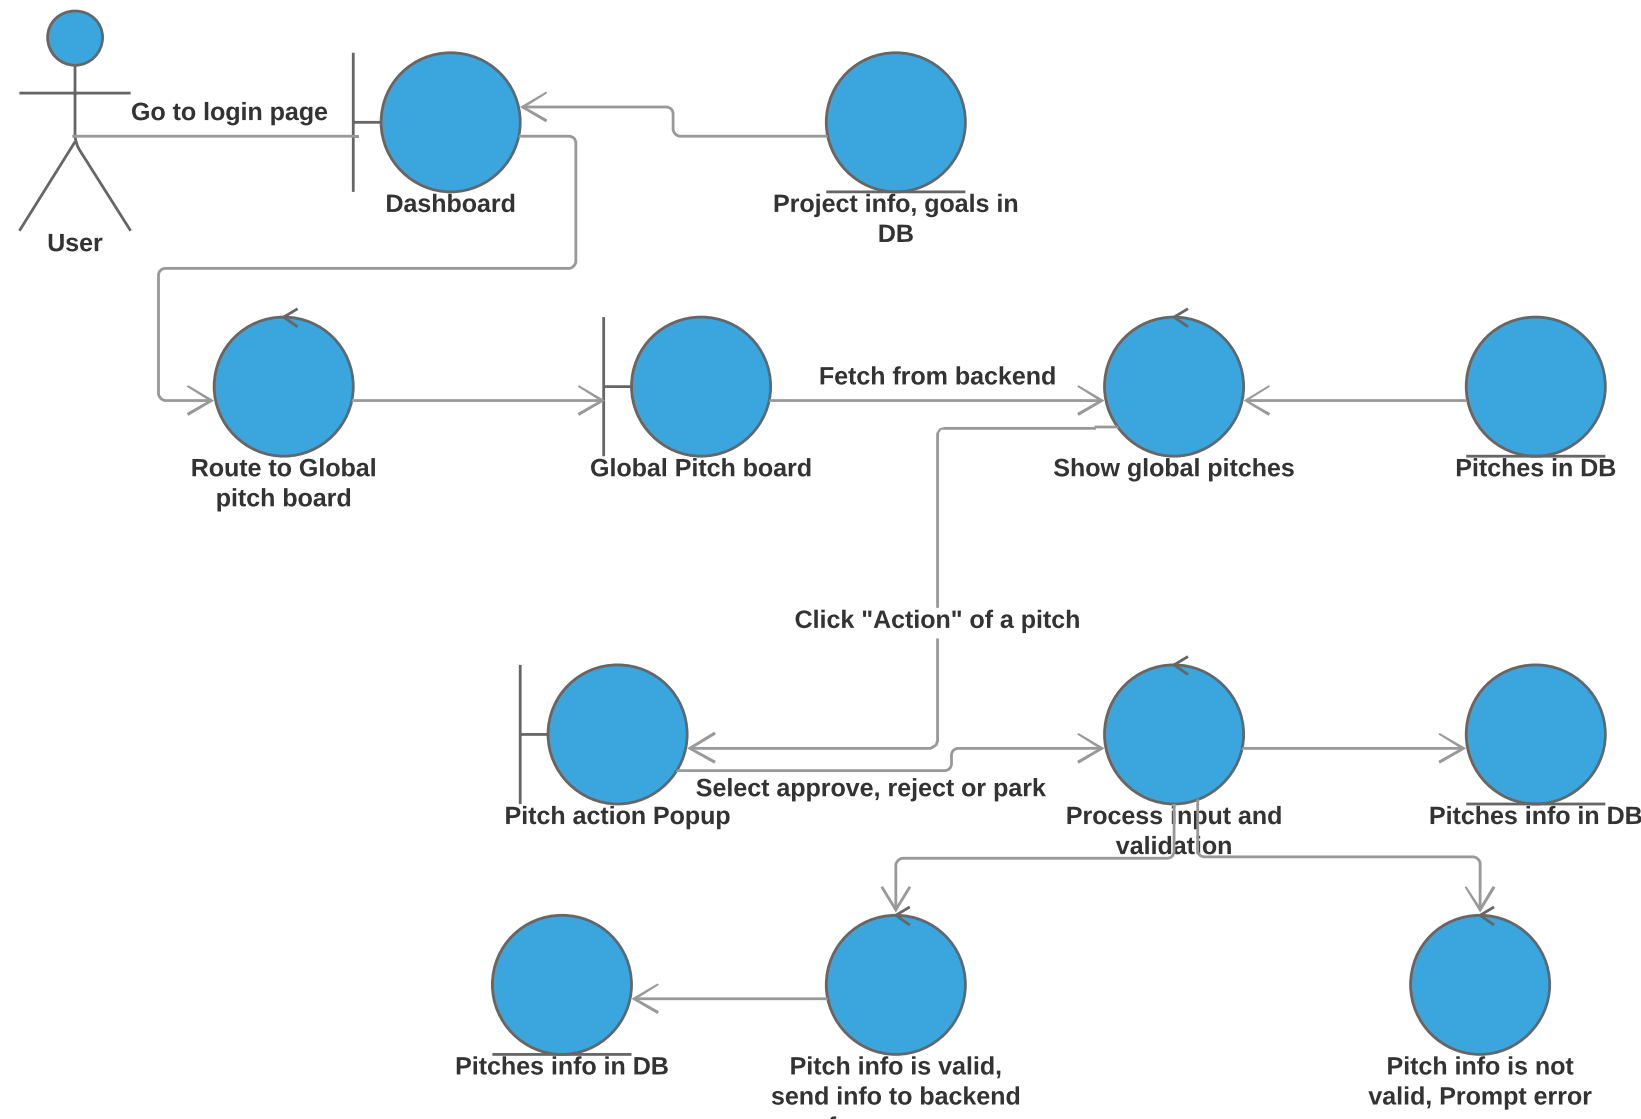 Go to login page
Dashboard
Project info, goals in
DB
User
Fetch from backend
Route to Global
pitch board
Global Pitch board
Show global pitches
Pitches in DB
Click "Action" of a pitch
Select approve, reject or park
Pitch action Popup
Process input and
validation
Pitches info in DB
Pitches info in DB
Pitch info is valid,
send info to backend
Pitch info is not
valid, Prompt error